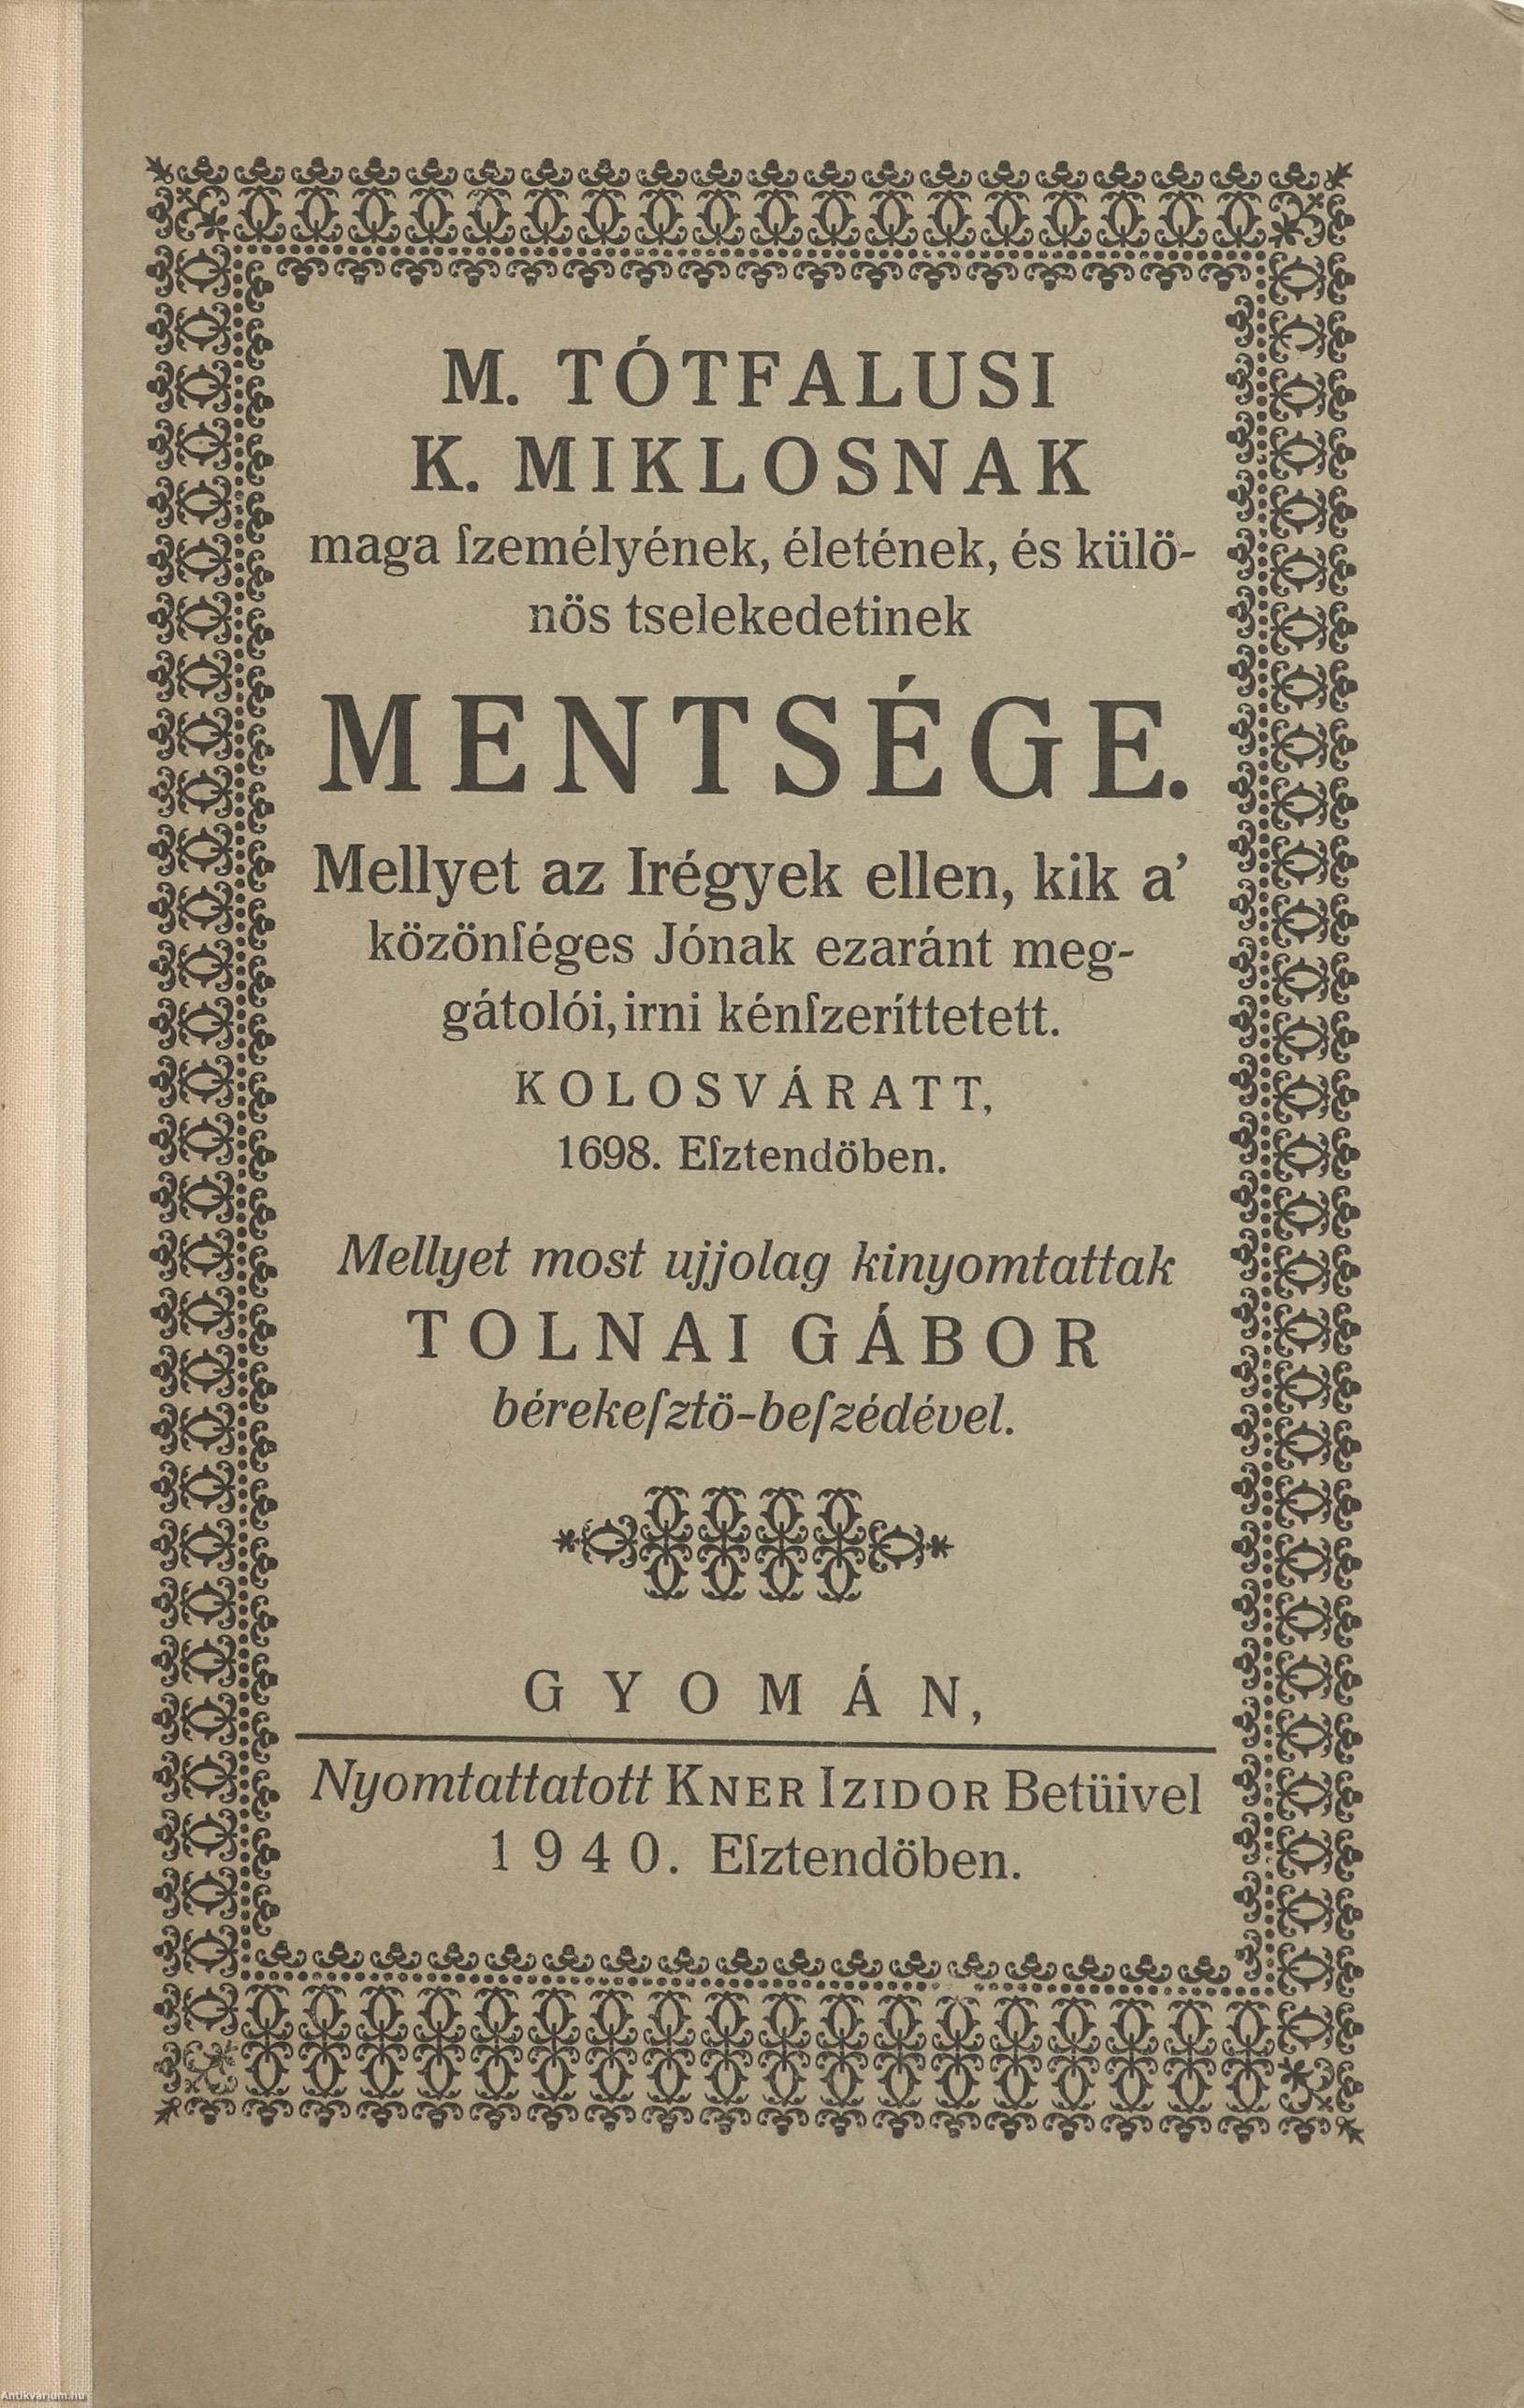 M. TÓTFALUSI
K. MIKLOSNAK
maga ſzemélyének, életének, és külö-
nös tselekedetinek
MENTSÉGE.
Mellyet az Irégyek ellen, kik a’
közönſéges Jónak ezaránt meg-
gátolói, irni kénſzeríttetett.
KOLOSVÁRATT,
1698. Eſztendöben.
Mellyet most ujjolag kinyomtattak
TOLNAI GÁBOR
bérekeſztö-beſzédével.
GYOMÁN,
Nyomtattatott KNER IZIDOR Betüivel
1940. Eſztendöben.
Antikvárium.hu